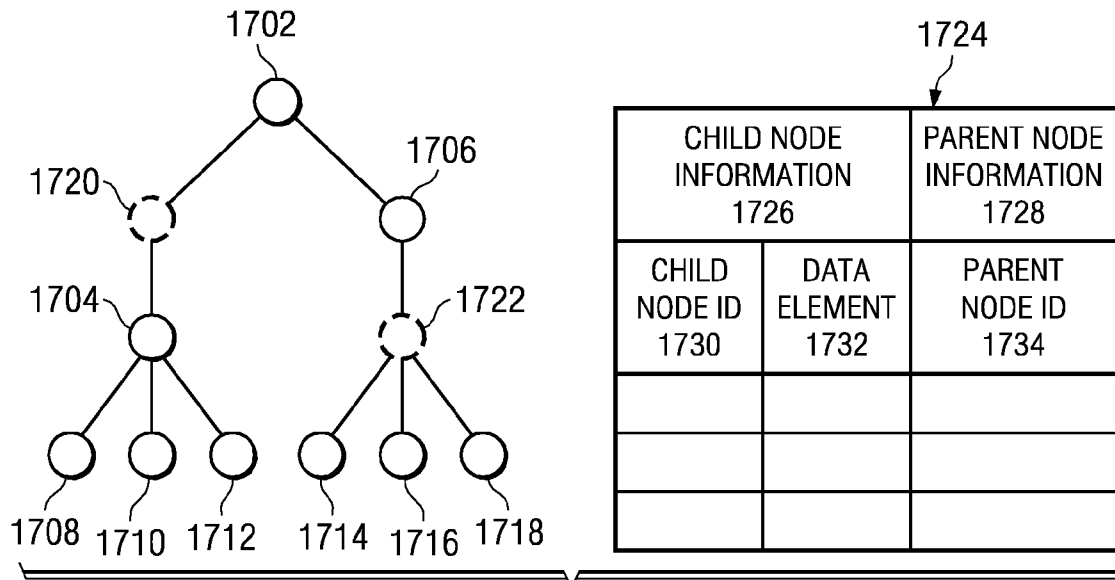 1702
1724
1720
1706
1704
1722
1708
1710
1712
1714
1716
1718
CHILD NODE
INFORMATION
1726
PARENT NODE
INFORMATION
1728
CHILD
NODE ID
1730
DATA
ELEMENT
1732
PARENT
NODE ID
1734